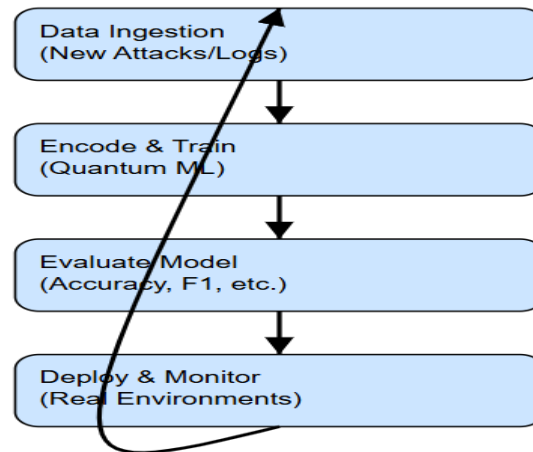 Data Ingestion
(New Attacks/Logs)
Encode & Train
(Quantum ML)
Evaluate Model
(Accuracy, F1, etc.)
Deploy & Monitor
(Real Environments)